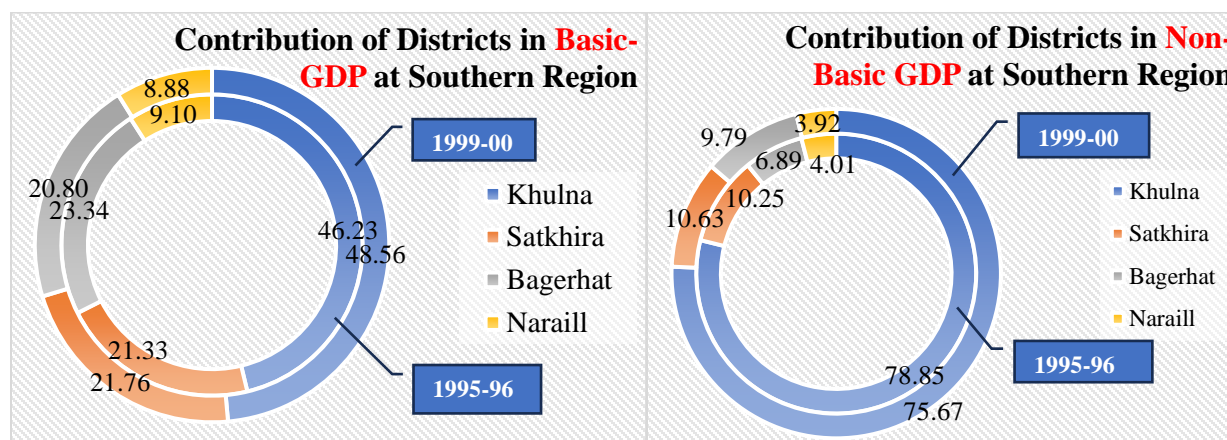 Contribution of Districts in Basic-
GDP at Southern Region
8.88
9.10
1999-00
20.80
23.34
46.23
48.56
21.33
21.76
1995-96
Khulna
Satkhira
Bagerhat
Naraill
Contribution of Districts in Non-
Basic GDP at Southern Region
3.92
9.79
6.89
4.01
1999-00
10.25
10.63
78.85
75.67
1995-96
Khulna
Satkhira
Bagerhat
Naraill